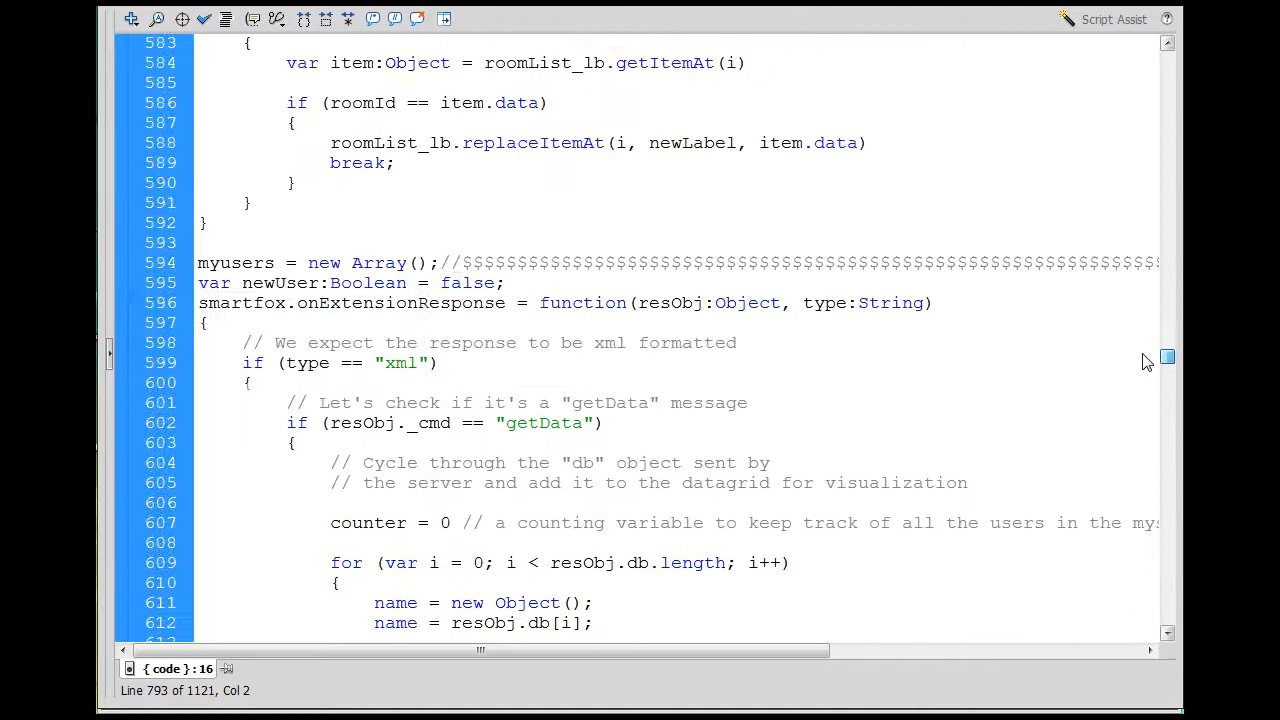 Script Assist
583 {
584 var item:Object = roomList_lb.getItemAt(i)
585
586 if (roomId == item.data)
587 {
588 roomList_lb.replaceItemAt(i, newLabel, item.data)
589 break;
590 }
591 }
592 }
593
594 myusers = new Array();//$$$$$$$$$$$$$$$$$$$$$$$$$$$$$$$$$$$$$$$$$$$$$$$$$$$$$$$$$$$$$$$$
595 var newUser:Boolean = false;
596 smartfox.onExtensionResponse = function(resObj:Object, type:String)
597 {
598 // We expect the response to be xml formatted
599 if (type == "xml")
600 {
601 // Let's check if it's a "getData" message
602 if (resObj._cmd == "getData")
603 {
604 // Cycle through the "db" object sent by
605 // the server and add it to the datagrid for visualization
606
607 counter = 0 // a counting variable to keep track of all the users in the mys
608
609 for (var i = 0; i < resObj.db.length; i++)
610 {
611 name = new Object();
612 name = resObj.db[i];
{ code } : 16
Line 793 of 1121, Col 2